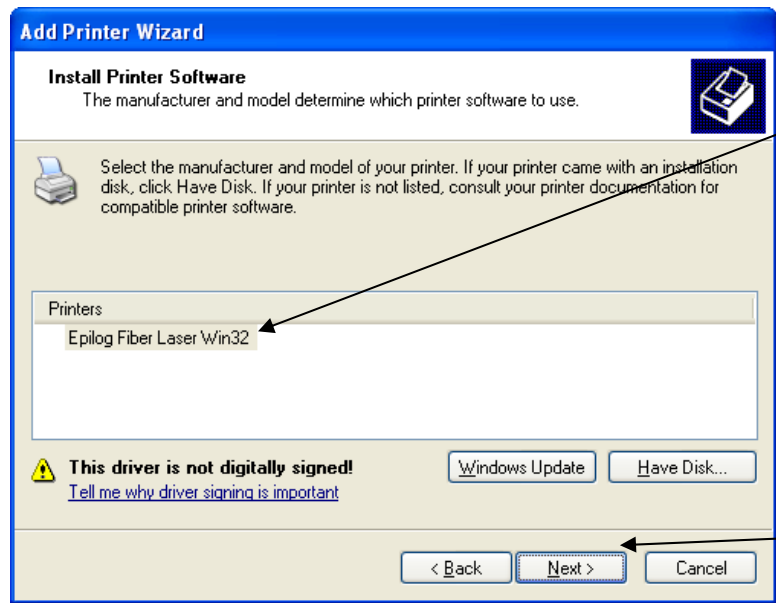 Add Printer Wizard
Install Printer Software
The manufacturer and model determine which printer software to use.
Select the manufacturer and model of your printer. If your printer came with an installation
disk, click Have Disk. If your printer is not listed, consult your printer documentation for
compatible printer software.
Printers
Epilog Fiber Laser Win32
This driver is not digitally signed!
Tell me why driver signing is important
Windows Update
Have Disk...
< Back
Next >
Cancel